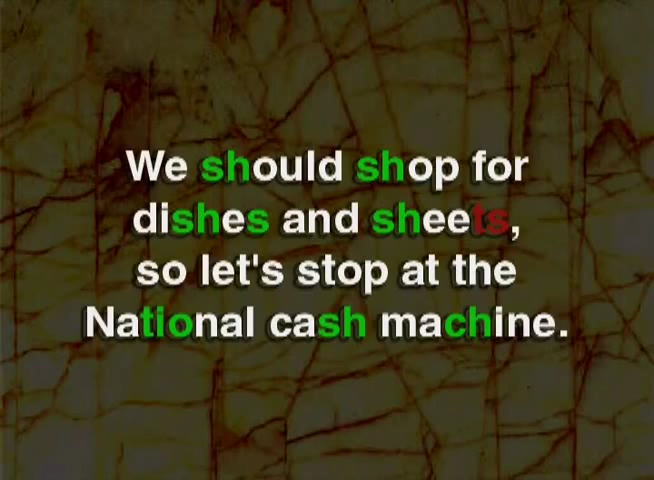 We should shop for
dishes and sheets,
so let's stop at the
National cash machine.